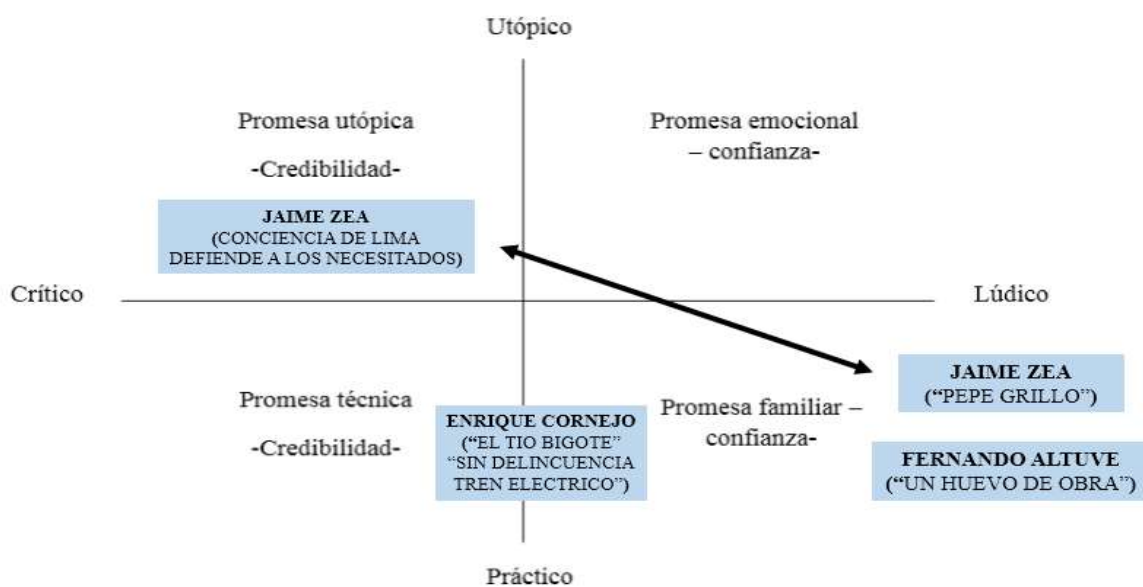 Utópico
Promesa utópica
-Credibilidad-
Promesa emocional
– confianza-
JAIME ZEA
(CONCIENCIA DE LIMA
DEFIENDE A LOS NECESITADOS)
Crítico
Lúdico
Promesa técnica
-Credibilidad-
ENRIQUE CORNEJO
(“EL TIO BIGOTE”
“SIN DELINCUENCIA
TREN ELECTRICO”)
Promesa familiar –
confianza-
JAIME ZEA
(“PEPE GRILLO”)
FERNANDO ALTUVE
(“UN HUEVO DE OBRA”)
Práctico